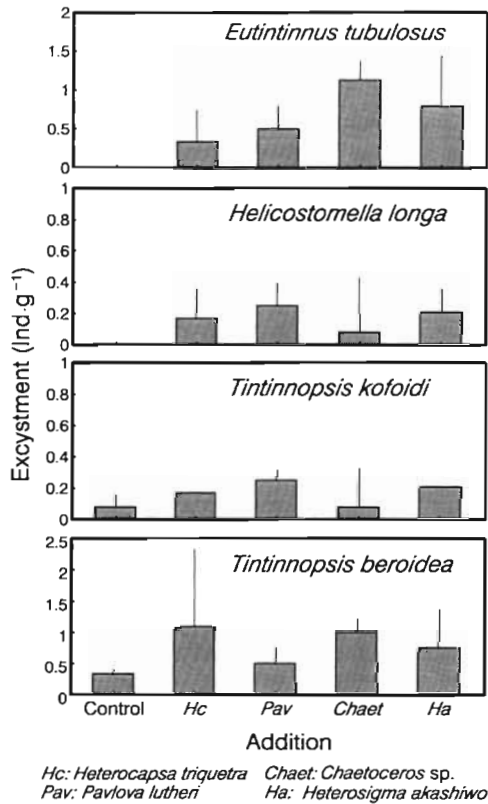 Eutintinnus tubulosus
2
1.5
1
0.5
0
Helicostomella longa
1
0.8
0.6
0.4
0.2
0
Excystment (Ind·g⁻¹)
Tintinnopsis kofoidi
1
0.8
0.6
0.4
0.2
0
Tintinnopsis beroidea
2.5
2
1.5
1
0.5
0
Control Hc Pav Chaet Ha
Addition
Hc: Heterocapsa triquetra Chaet: Chaetoceros sp.
Pav: Pavlova lutheri Ha: Heterosigma akashiwo